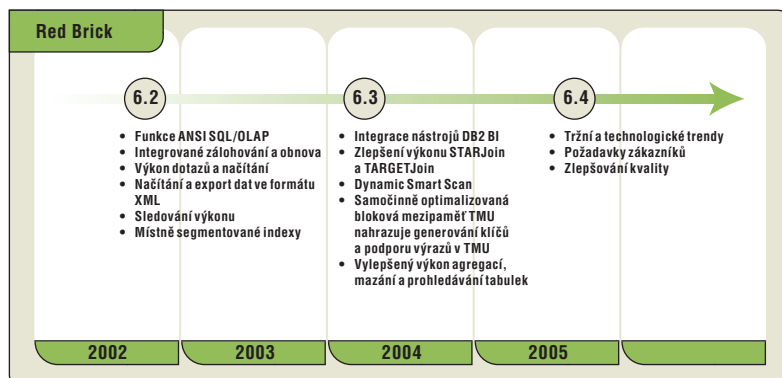 Red Brick
6.2
6.3
6.4
• Funkce ANSI SQL/OLAP
• Integrované zálohování a obnova
• Výkon dotazů a načítání
• Načítání a export dat ve formátu
XML
• Sledování výkonu
• Místně segmentované indexy
• Integrace nástrojů DB2 BI
• Zlepšení výkonu STARJoin
a TARGETJoin
• Dynamic Smart Scan
• Samočinně optimalizovaná
bloková mezipaměť TMU
nahrazuje generování klíčů
a podporu výrazů v TMU
• Vylepšený výkon agregací,
mazání a prohledávání tabulek
• Tržní a technologické trendy
• Požadavky zákazníků
• Zlepšování kvality
2002
2003
2004
2005